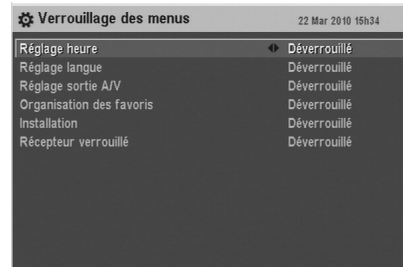 Verrouillage des menus 22 Mar 2010 15h34
Réglage heure Déverrouillé
Réglage langue Déverrouillé
Réglage sortie A/V Déverrouillé
Organisation des favoris Déverrouillé
Installation Déverrouillé
Récepteur verrouillé Déverrouillé